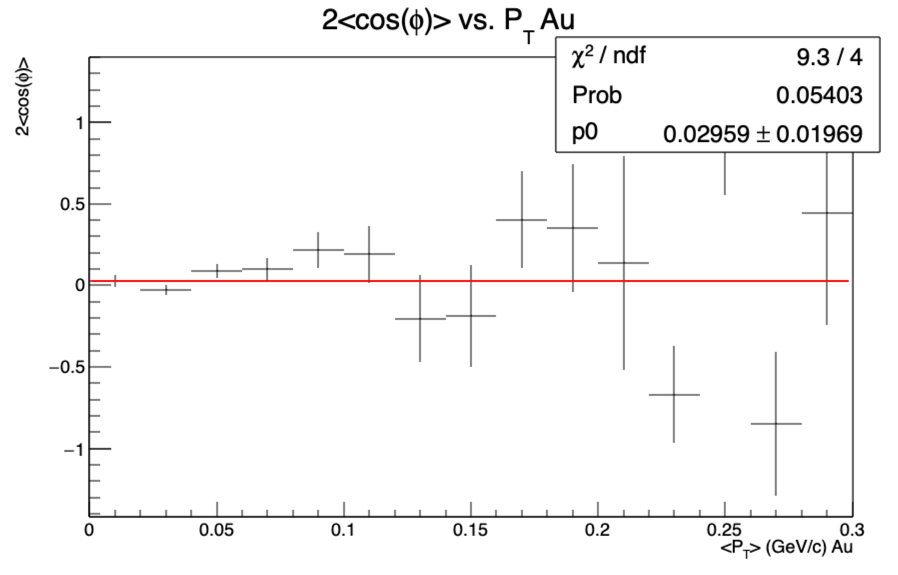 2<cos(ϕ)> vs. P_T Au
χ² / ndf 9.3 / 4
Prob 0.05403
p0 0.02959 ± 0.01969
2<cos(ϕ)>
1
0.5
0
−0.5
−1
0 0.05 0.1 0.15 0.2 0.25 0.3
<P_T> (GeV/c) Au